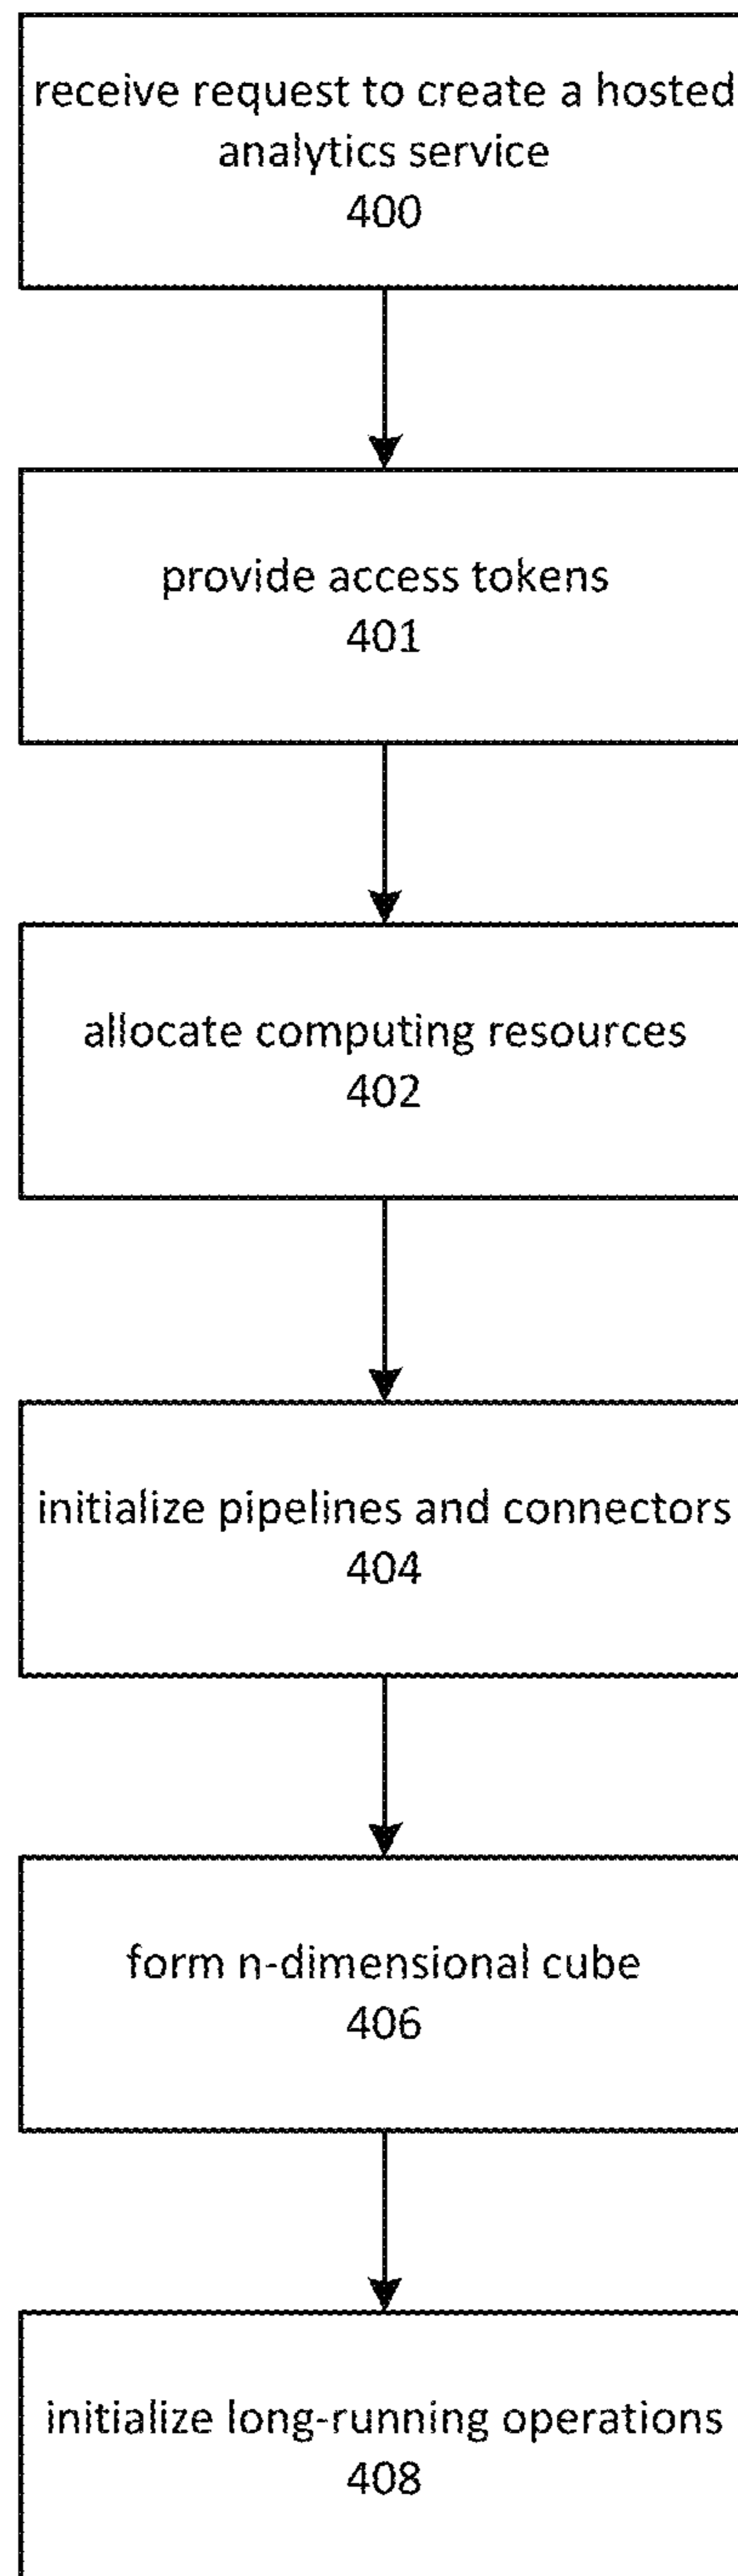 receive request to create a hosted
analytics service
400
provide access tokens
401
allocate computing resources
402
initialize pipelines and connectors
404
form n-dimensional cube
406
initialize long-running operations
408